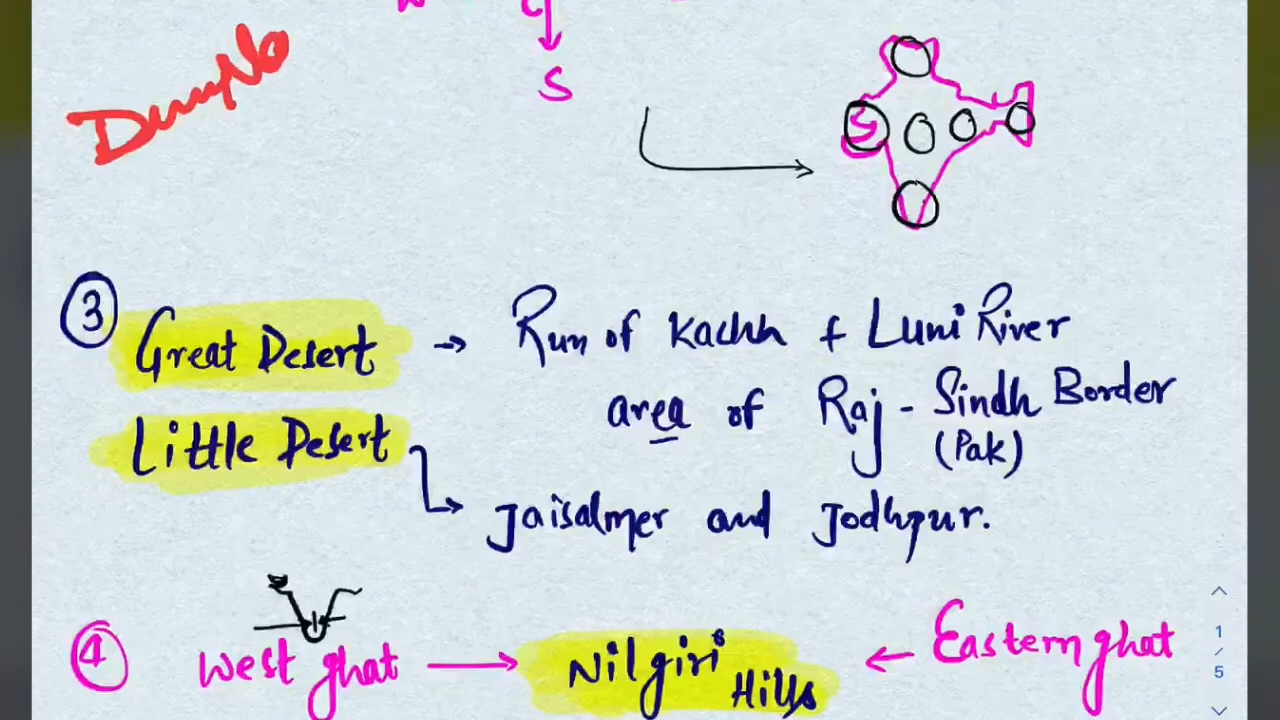 S
S
③ Great Desert → Run of Kachh + Luni River
area of Raj - Sindh Border
(Pak)
Little Desert
Jaisalmer and Jodhpur.
④ West ghat → Nilgiris Hills ← Eastern ghat
1
/
5